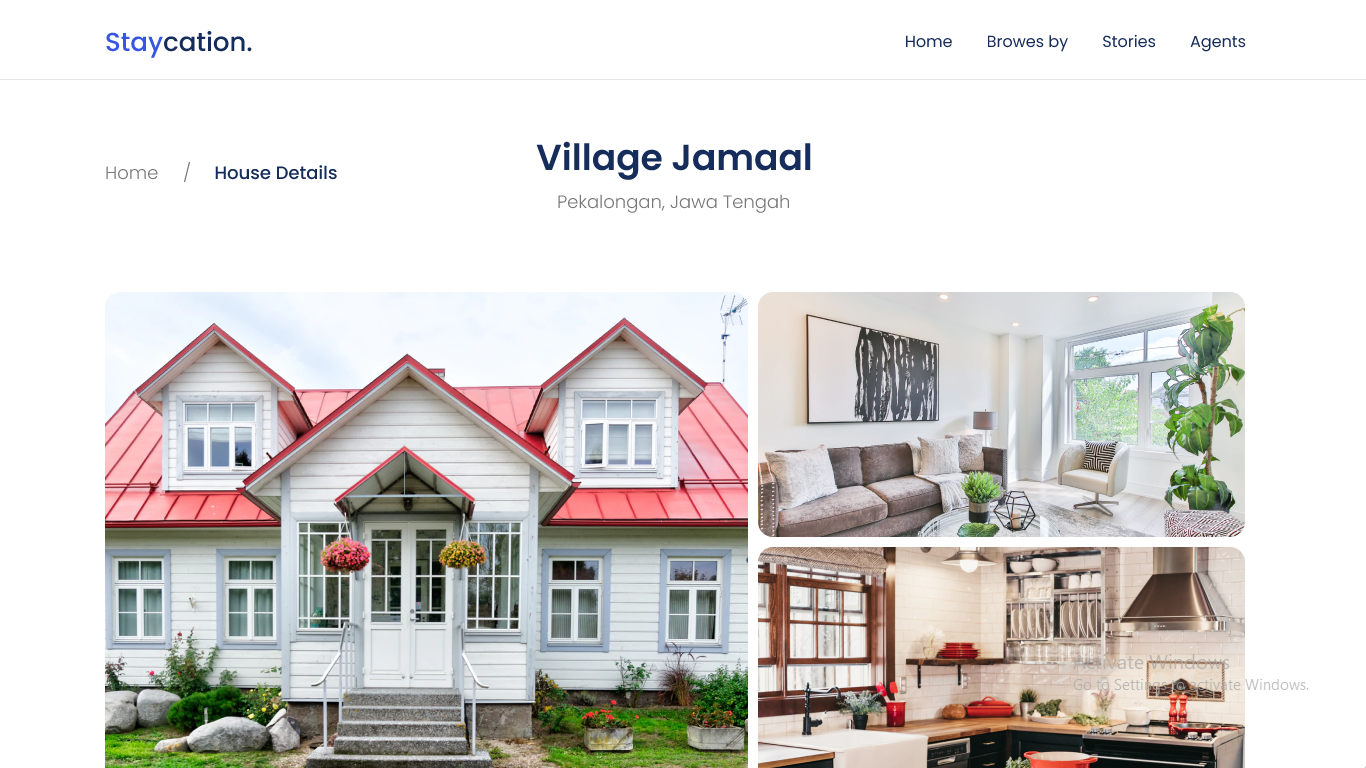 Staycation.
Home Browes by Stories Agents
Home / House Details
Village Jamaal
Pekalongan, Jawa Tengah
Activate Windows
Go to Settings to activate Windows.